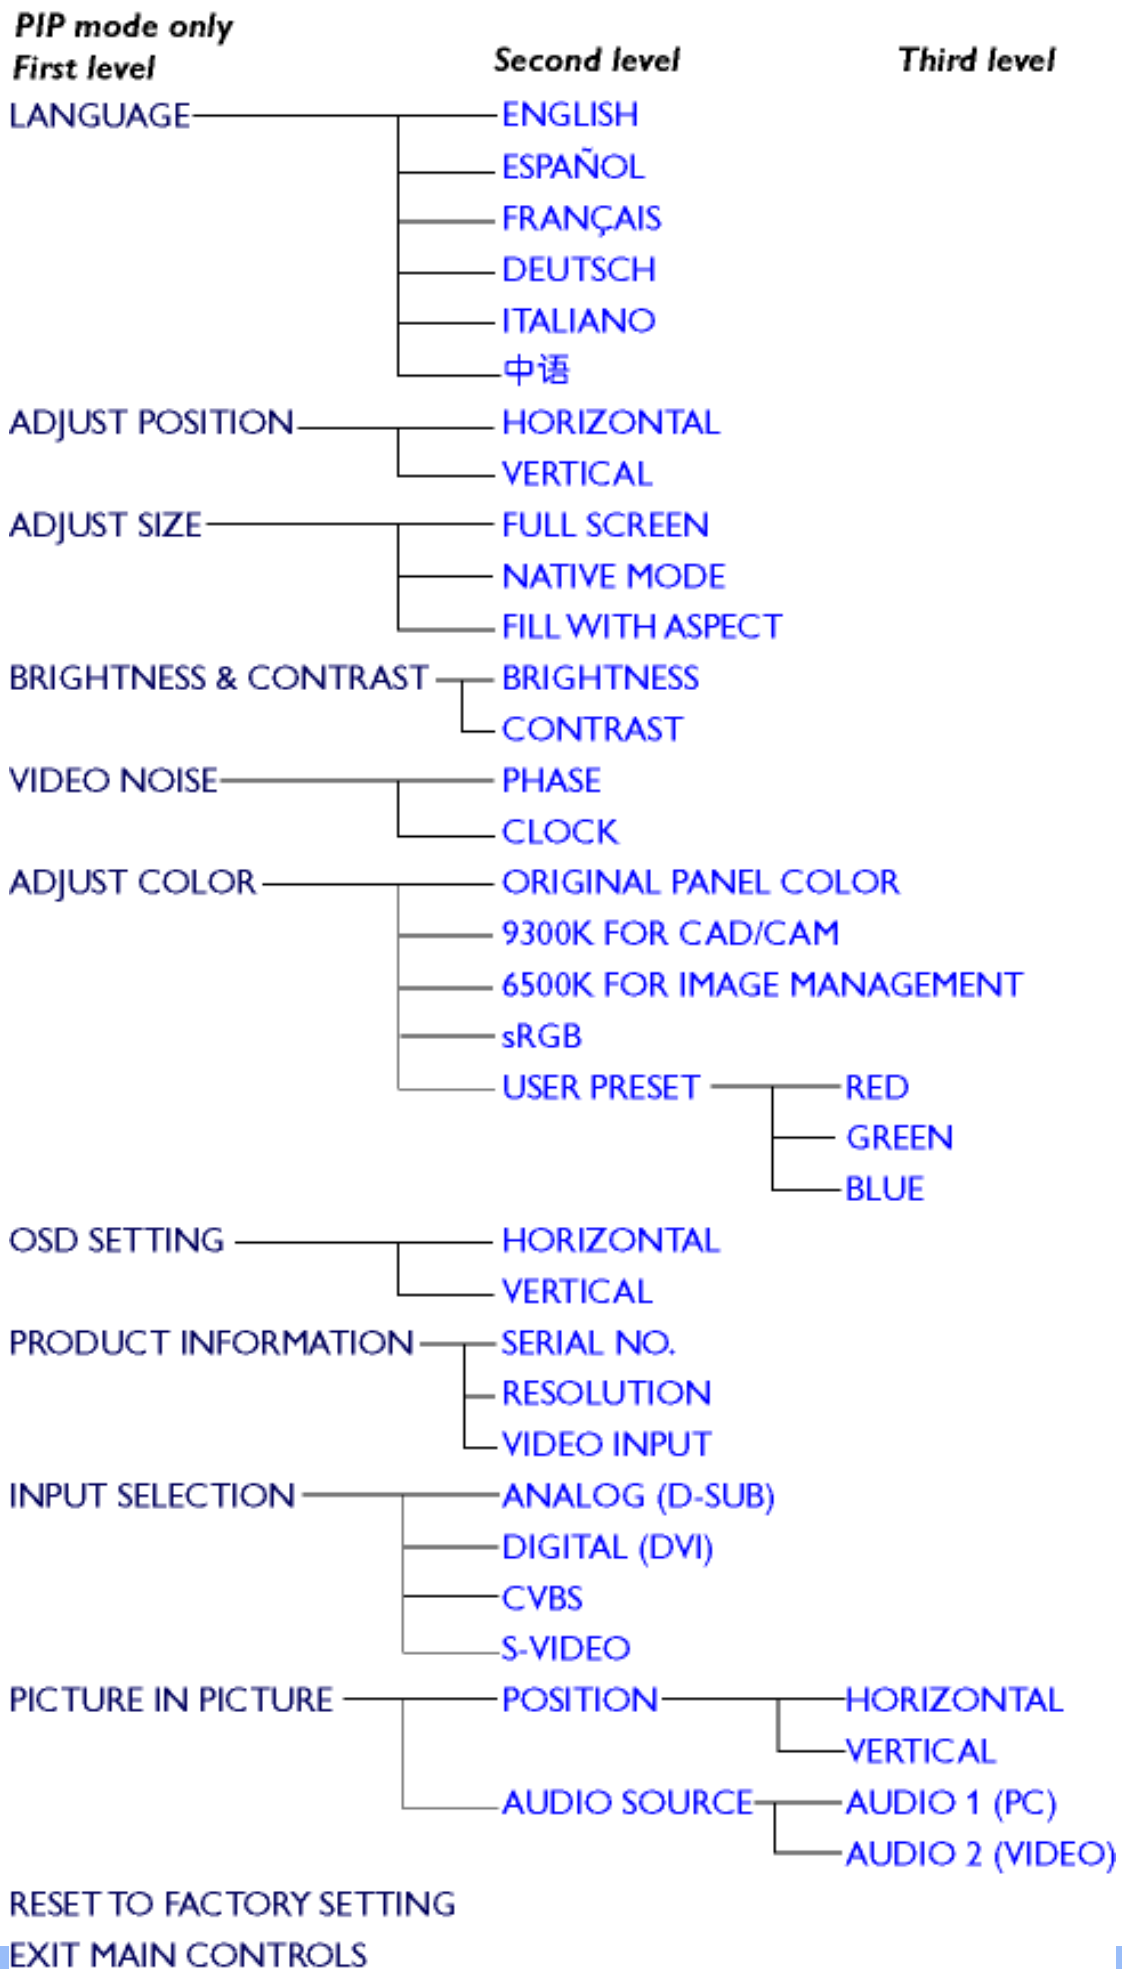 PIP mode only
First level Second level Third level
LANGUAGE ENGLISH
ESPAÑOL
FRANÇAIS
DEUTSCH
ITALIANO
中语
ADJUST POSITION HORIZONTAL
VERTICAL
ADJUST SIZE FULL SCREEN
NATIVE MODE
FILL WITH ASPECT
BRIGHTNESS & CONTRAST BRIGHTNESS
CONTRAST
VIDEO NOISE PHASE
CLOCK
ADJUST COLOR ORIGINAL PANEL COLOR
9300K FOR CAD/CAM
6500K FOR IMAGE MANAGEMENT
sRGB
USER PRESET RED
GREEN
BLUE
OSD SETTING HORIZONTAL
VERTICAL
PRODUCT INFORMATION SERIAL NO.
RESOLUTION
VIDEO INPUT
INPUT SELECTION ANALOG (D-SUB)
DIGITAL (DVI)
CVBS
S-VIDEO
PICTURE IN PICTURE POSITION HORIZONTAL
VERTICAL
AUDIO SOURCE AUDIO 1 (PC)
AUDIO 2 (VIDEO)
RESET TO FACTORY SETTING
EXIT MAIN CONTROLS